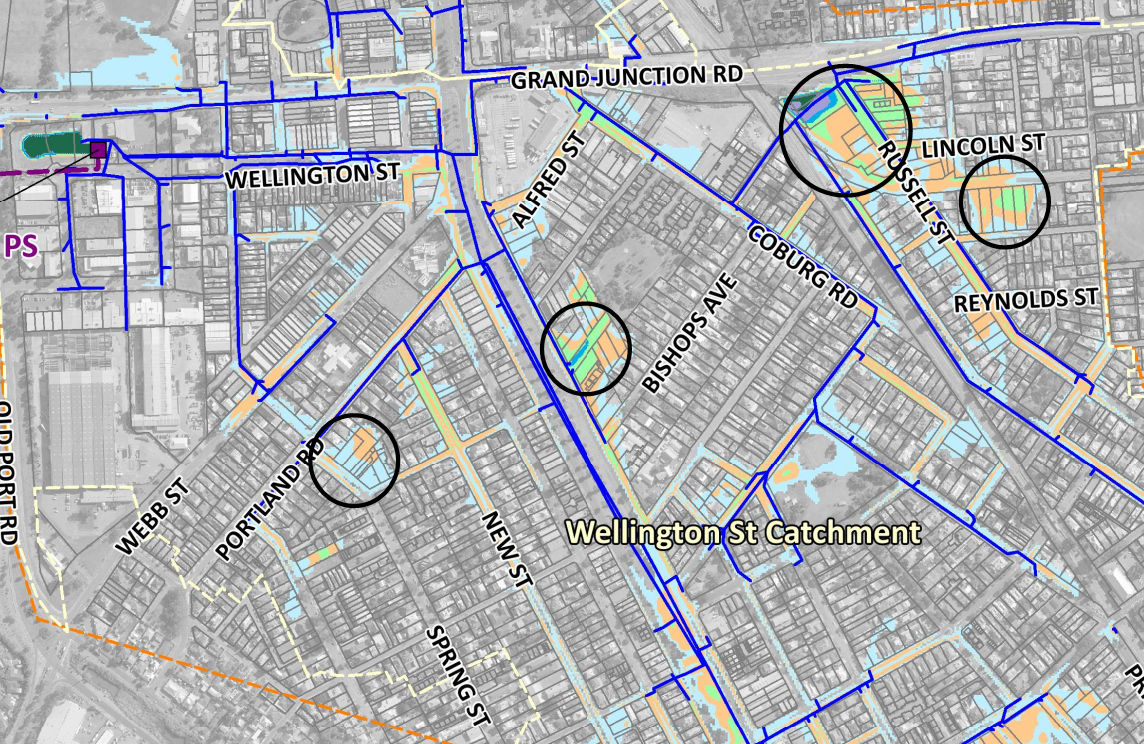 GRAND JUNCTION RD
LINCOLN ST
WELLINGTON ST
ALFRED ST
RUSSELL ST
PS
COBURG RD
REYNOLDS ST
BISHOPS AVE
OLD PORT RD
PORTLAND RD
WEBB ST
NEW ST
Wellington St Catchment
SPRING ST